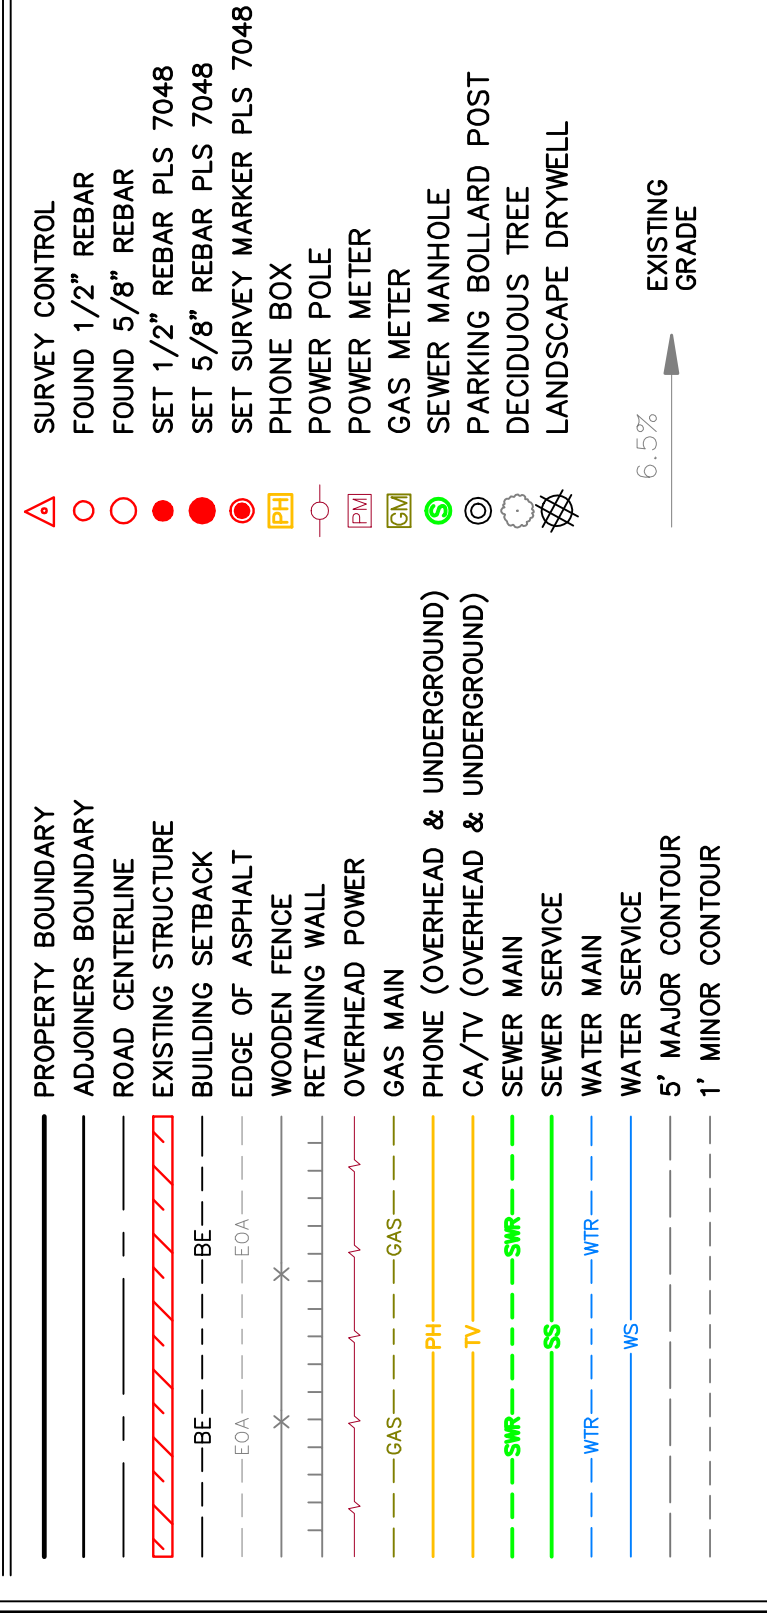 PROPERTY BOUNDARY
ADJOINERS BOUNDARY
ROAD CENTERLINE
EXISTING STRUCTURE
BE BE BUILDING SETBACK
EOA EOA EDGE OF ASPHALT
WOODEN FENCE
RETAINING WALL
OVERHEAD POWER
GAS GAS GAS MAIN
PH PHONE (OVERHEAD & UNDERGROUND)
TV CA/TV (OVERHEAD & UNDERGROUND)
SWR SWR SEWER MAIN
SS SEWER SERVICE
WTR WTR WATER MAIN
WS WATER SERVICE
5' MAJOR CONTOUR
1' MINOR CONTOUR
SURVEY CONTROL
FOUND 1/2" REBAR
FOUND 5/8" REBAR
SET 1/2" REBAR PLS 7048
SET 5/8" REBAR PLS 7048
SET SURVEY MARKER PLS 7048
PH PHONE BOX
POWER POLE
PM POWER METER
GM GAS METER
S SEWER MANHOLE
PARKING BOLLARD POST
DECIDUOUS TREE
LANDSCAPE DRYWELL
6.5%
EXISTING
GRADE